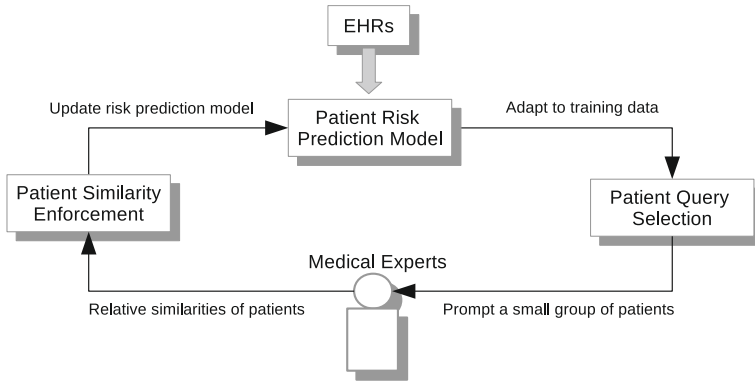 EHRs
Update risk prediction model
Patient Risk
Prediction Model
Adapt to training data
Patient Similarity
Enforcement
Patient Query
Selection
Medical Experts
Relative similarities of patients
Prompt a small group of patients